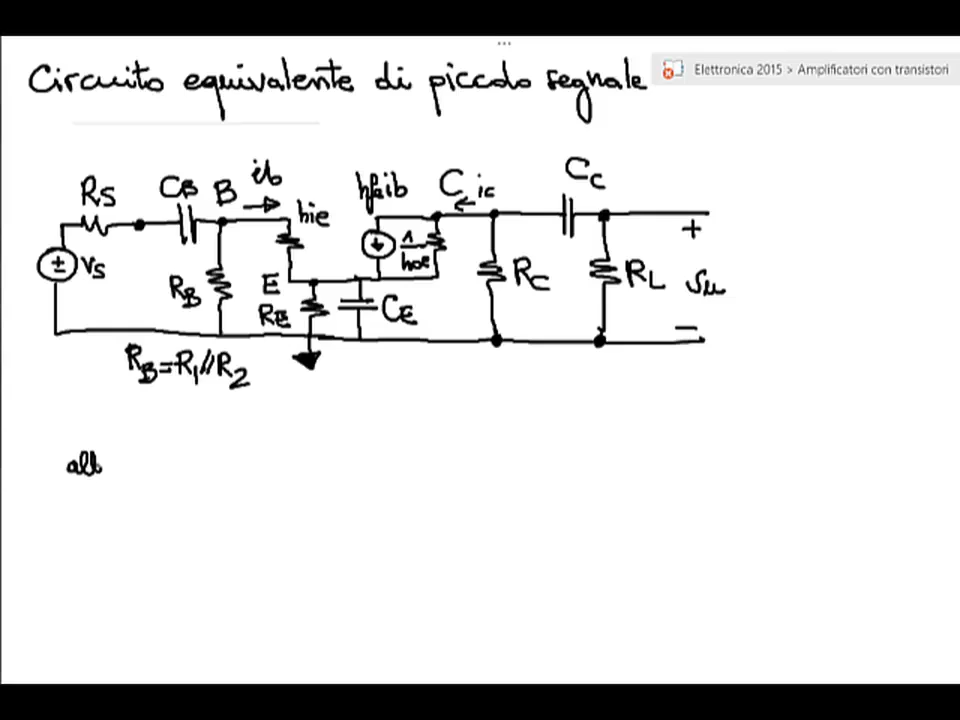 Circuito equivalente di piccolo segnale
Elettronica 2015 > Amplificatori con transistori
RS CB B ib hfeib C ic CC
hie
vs 1/hoe
RB E RC RL +
RE CE vu
−
RB=R1//R2
all